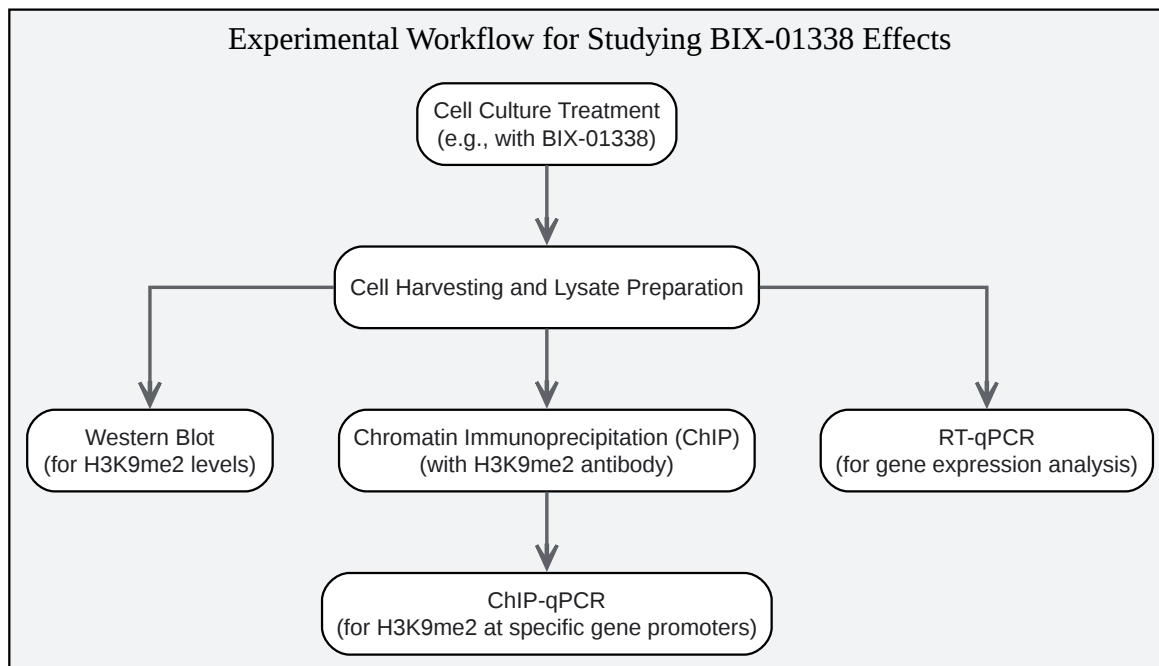 Experimental Workflow for Studying BIX-01338 Effects
Cell Culture Treatment
(e.g., with BIX-01338)
Cell Harvesting and Lysate Preparation
Western Blot
(for H3K9me2 levels)
Chromatin Immunoprecipitation (ChIP)
(with H3K9me2 antibody)
RT-qPCR
(for gene expression analysis)
ChIP-qPCR
(for H3K9me2 at specific gene promoters)